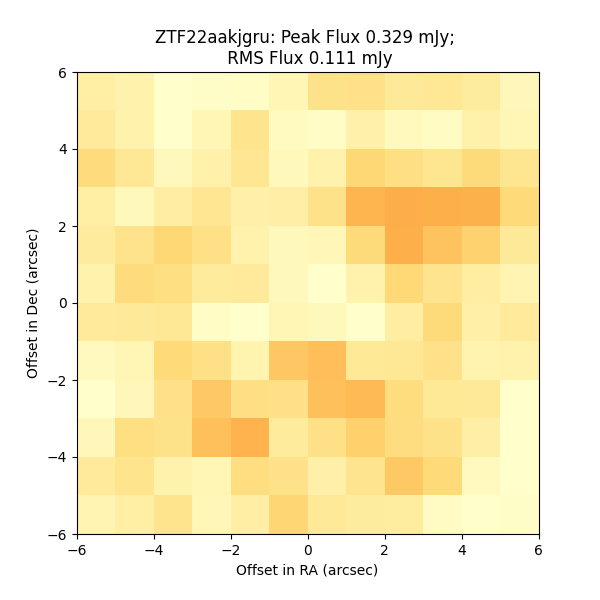 ZTF22aakjgru: Peak Flux 0.329 mJy;
RMS Flux 0.111 mJy
6
4
2
0
−2
−4
−6
Offset in Dec (arcsec)
−6 −4 −2 0 2 4 6
Offset in RA (arcsec)